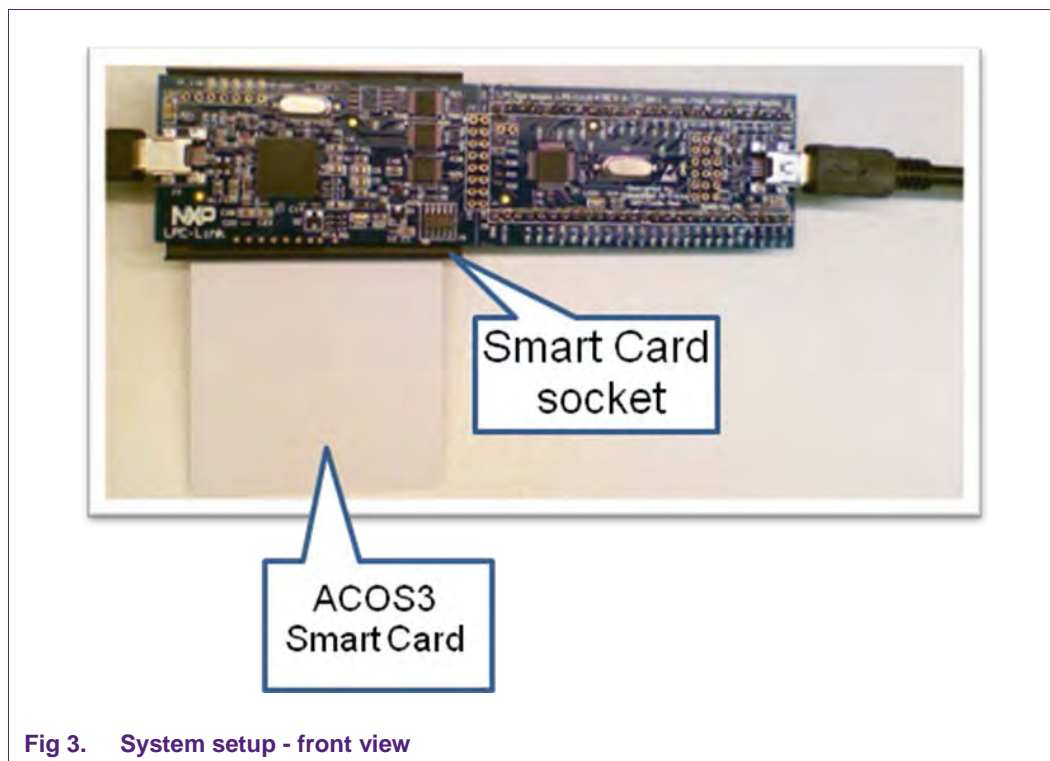 NXP
LPC-Link
Smart Card
socket
ACOS3
Smart Card
Fig 3. System setup - front view